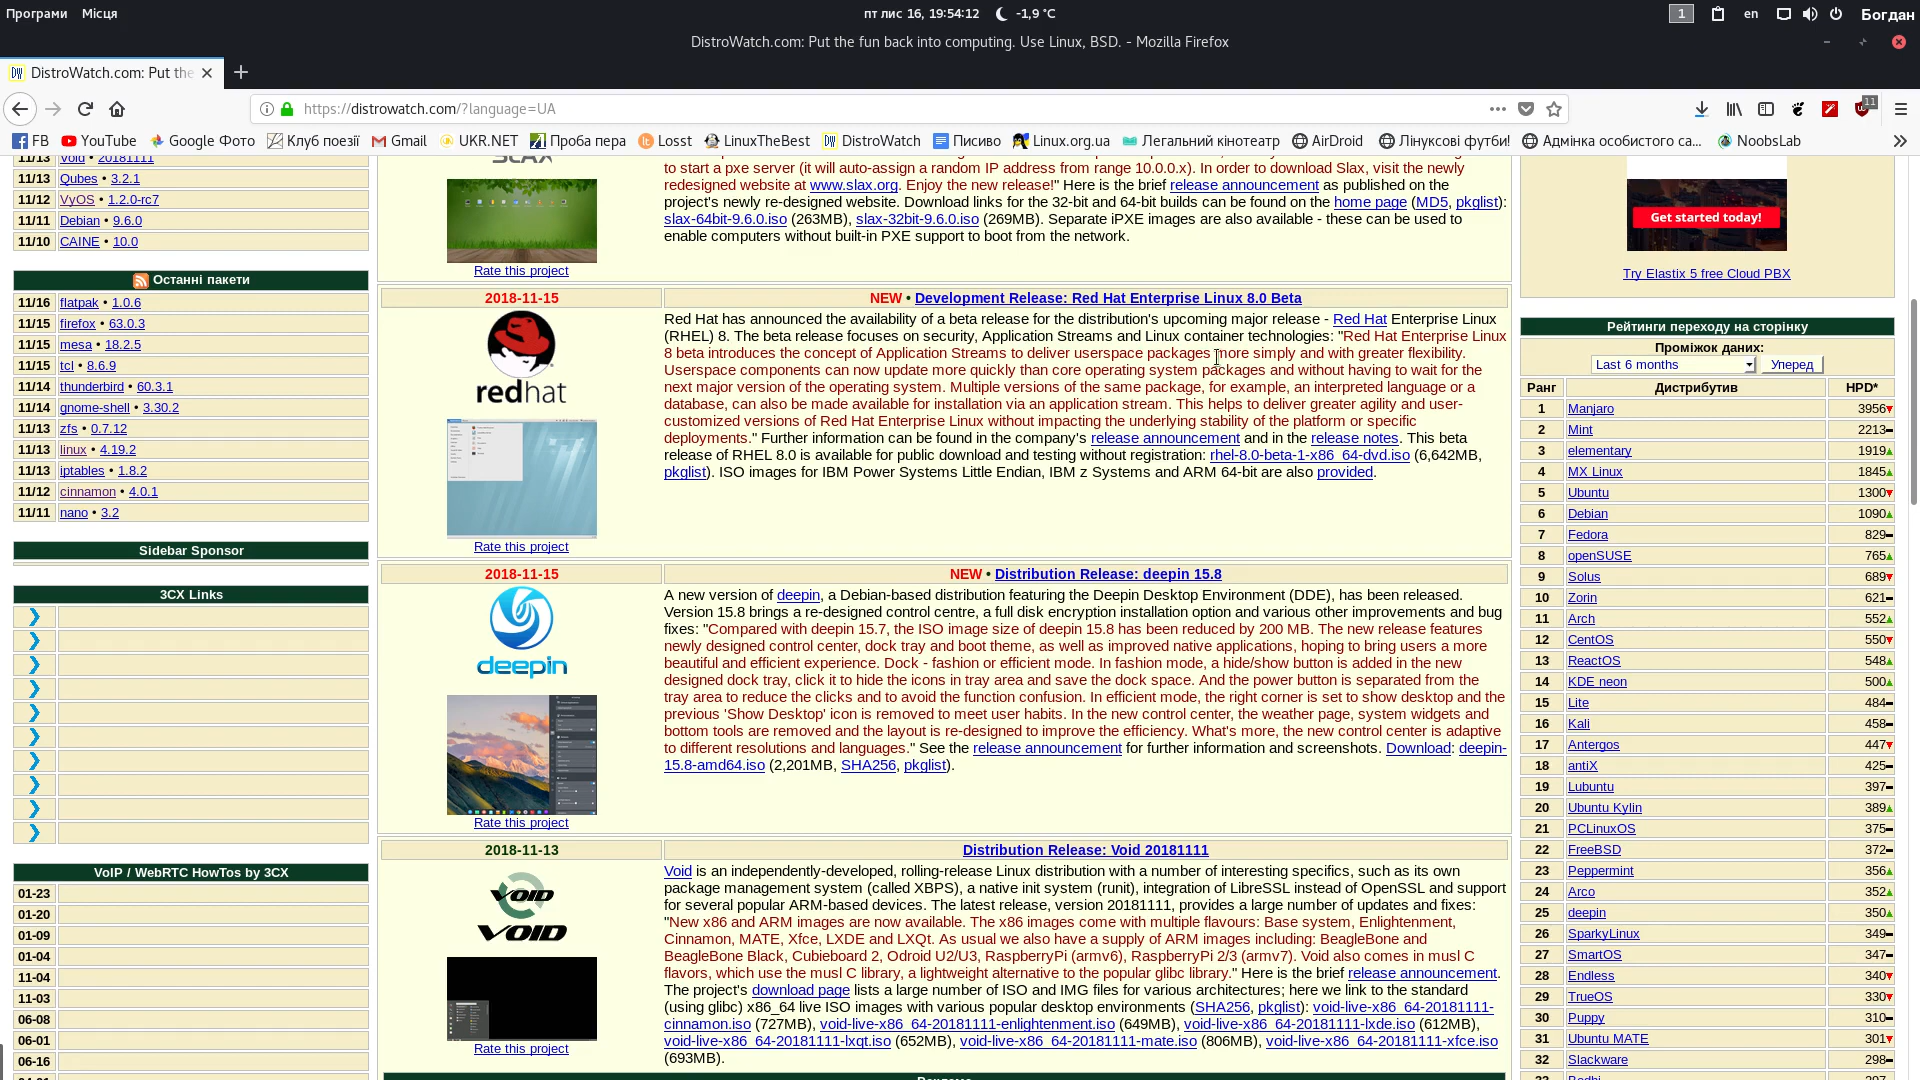 Програми Місця
пт лис 16, 19:54:12 -1,9 °C
1 en Богдан
DistroWatch.com: Put the fun back into computing. Use Linux, BSD. - Mozilla Firefox
DistroWatch.com: Put the
https://distrowatch.com/?language=UA
11
FB YouTube Google Фото Клуб поезії Gmail UKR.NET Проба пера Losst LinuxTheBest DistroWatch Писиво Linux.org.ua Легальний кінотеатр AirDroid Лінуксові футби! Адмінка особистого са... NoobsLab
11/13 Void • 20181111
11/13 Qubes • 3.2.1
11/12 VyOS • 1.2.0-rc7
11/11 Debian • 9.6.0
11/10 CAINE • 10.0
Останні пакети
11/16 flatpak • 1.0.6
11/15 firefox • 63.0.3
11/15 mesa • 18.2.5
11/15 tcl • 8.6.9
11/14 thunderbird • 60.3.1
11/14 gnome-shell • 3.30.2
11/13 zfs • 0.7.12
11/13 linux • 4.19.2
11/13 iptables • 1.8.2
11/12 cinnamon • 4.0.1
11/11 nano • 3.2
Sidebar Sponsor
3CX Links
VoIP / WebRTC HowTos by 3CX
01-23
01-20
01-09
01-04
11-04
11-03
06-08
06-01
06-16
to start a pxe server (it will auto-assign a random IP address from range 10.0.0.x). In order to download Slax, visit the newly
redesigned website at www.slax.org. Enjoy the new release!" Here is the brief release announcement as published on the
project's newly re-designed website. Download links for the 32-bit and 64-bit builds can be found on the home page (MD5, pkglist):
slax-64bit-9.6.0.iso (263MB), slax-32bit-9.6.0.iso (269MB). Separate iPXE images are also available - these can be used to
enable computers without built-in PXE support to boot from the network.
Rate this project
2018-11-15 NEW • Development Release: Red Hat Enterprise Linux 8.0 Beta
redhat
Red Hat has announced the availability of a beta release for the distribution's upcoming major release - Red Hat Enterprise Linux
(RHEL) 8. The beta release focuses on security, Application Streams and Linux container technologies: "Red Hat Enterprise Linux
8 beta introduces the concept of Application Streams to deliver userspace packages more simply and with greater flexibility.
Userspace components can now update more quickly than core operating system packages and without having to wait for the
next major version of the operating system. Multiple versions of the same package, for example, an interpreted language or a
database, can also be made available for installation via an application stream. This helps to deliver greater agility and user-
customized versions of Red Hat Enterprise Linux without impacting the underlying stability of the platform or specific
deployments." Further information can be found in the company's release announcement and in the release notes. This beta
release of RHEL 8.0 is available for public download and testing without registration: rhel-8.0-beta-1-x86_64-dvd.iso (6,642MB,
pkglist). ISO images for IBM Power Systems Little Endian, IBM z Systems and ARM 64-bit are also provided.
Rate this project
2018-11-15 NEW • Distribution Release: deepin 15.8
deepin
A new version of deepin, a Debian-based distribution featuring the Deepin Desktop Environment (DDE), has been released.
Version 15.8 brings a re-designed control centre, a full disk encryption installation option and various other improvements and bug
fixes: "Compared with deepin 15.7, the ISO image size of deepin 15.8 has been reduced by 200 MB. The new release features
newly designed control center, dock tray and boot theme, as well as improved native applications, hoping to bring users a more
beautiful and efficient experience. Dock - fashion or efficient mode. In fashion mode, a hide/show button is added in the new
designed dock tray, click it to hide the icons in tray area and save the dock space. And the power button is separated from the
tray area to reduce the clicks and to avoid the function confusion. In efficient mode, the right corner is set to show desktop and the
previous 'Show Desktop' icon is removed to meet user habits. In the new control center, the weather page, system widgets and
bottom tools are removed and the layout is re-designed to improve the efficiency. What's more, the new control center is adaptive
to different resolutions and languages." See the release announcement for further information and screenshots. Download: deepin-
15.8-amd64.iso (2,201MB, SHA256, pkglist).
Rate this project
2018-11-13 Distribution Release: Void 20181111
VOID
VOID
Void is an independently-developed, rolling-release Linux distribution with a number of interesting specifics, such as its own
package management system (called XBPS), a native init system (runit), integration of LibreSSL instead of OpenSSL and support
for several popular ARM-based devices. The latest release, version 20181111, provides a large number of updates and fixes:
"New x86 and ARM images are now available. The x86 images come with multiple flavours: Base system, Enlightenment,
Cinnamon, MATE, Xfce, LXDE and LXQt. As usual we also have a supply of ARM images including: BeagleBone and
BeagleBone Black, Cubieboard 2, Odroid U2/U3, RaspberryPi (armv6), RaspberryPi 2/3 (armv7). Void also comes in musl C
flavors, which use the musl C library, a lightweight alternative to the popular glibc library." Here is the brief release announcement.
The project's download page lists a large number of ISO and IMG files for various architectures; here we link to the standard
(using glibc) x86_64 live ISO images with various popular desktop environments (SHA256, pkglist): void-live-x86_64-20181111-
cinnamon.iso (727MB), void-live-x86_64-20181111-enlightenment.iso (649MB), void-live-x86_64-20181111-lxde.iso (612MB),
void-live-x86_64-20181111-lxqt.iso (652MB), void-live-x86_64-20181111-mate.iso (806MB), void-live-x86_64-20181111-xfce.iso
(693MB).
Rate this project
Get started today!
Try Elastix 5 free Cloud PBX
Рейтинги переходу на сторінку
Проміжок даних:
Last 6 months Уперед
Ранг Дистрибутив HPD*
1 Manjaro 3956
2 Mint 2213
3 elementary 1919
4 MX Linux 1845
5 Ubuntu 1300
6 Debian 1090
7 Fedora 829
8 openSUSE 765
9 Solus 689
10 Zorin 621
11 Arch 552
12 CentOS 550
13 ReactOS 548
14 KDE neon 500
15 Lite 484
16 Kali 458
17 Antergos 447
18 antiX 425
19 Lubuntu 397
20 Ubuntu Kylin 389
21 PCLinuxOS 375
22 FreeBSD 372
23 Peppermint 356
24 Arco 352
25 deepin 350
26 SparkyLinux 349
27 SmartOS 347
28 Endless 340
29 TrueOS 330
30 Puppy 310
31 Ubuntu MATE 301
32 Slackware 298